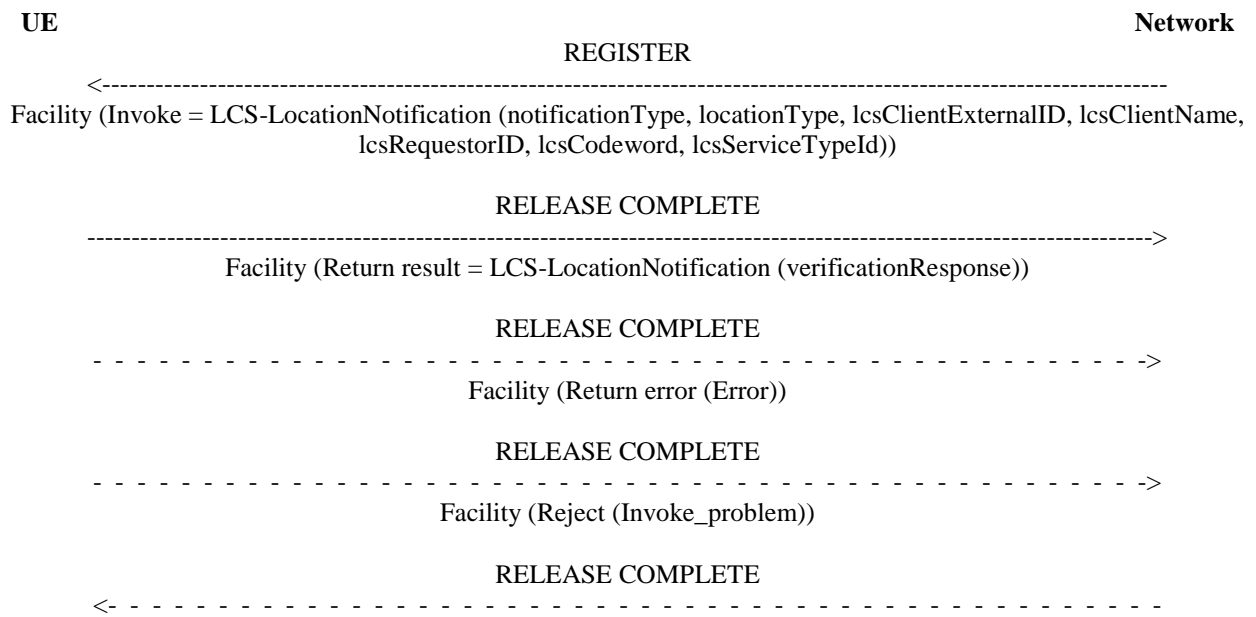 UE Network
REGISTER
Facility (Invoke = LCS-LocationNotification (notificationType, locationType, lcsClientExternalID, lcsClientName,
lcsRequestorID, lcsCodeword, lcsServiceTypeId))
RELEASE COMPLETE
Facility (Return result = LCS-LocationNotification (verificationResponse))
RELEASE COMPLETE
Facility (Return error (Error))
RELEASE COMPLETE
Facility (Reject (Invoke_problem))
RELEASE COMPLETE